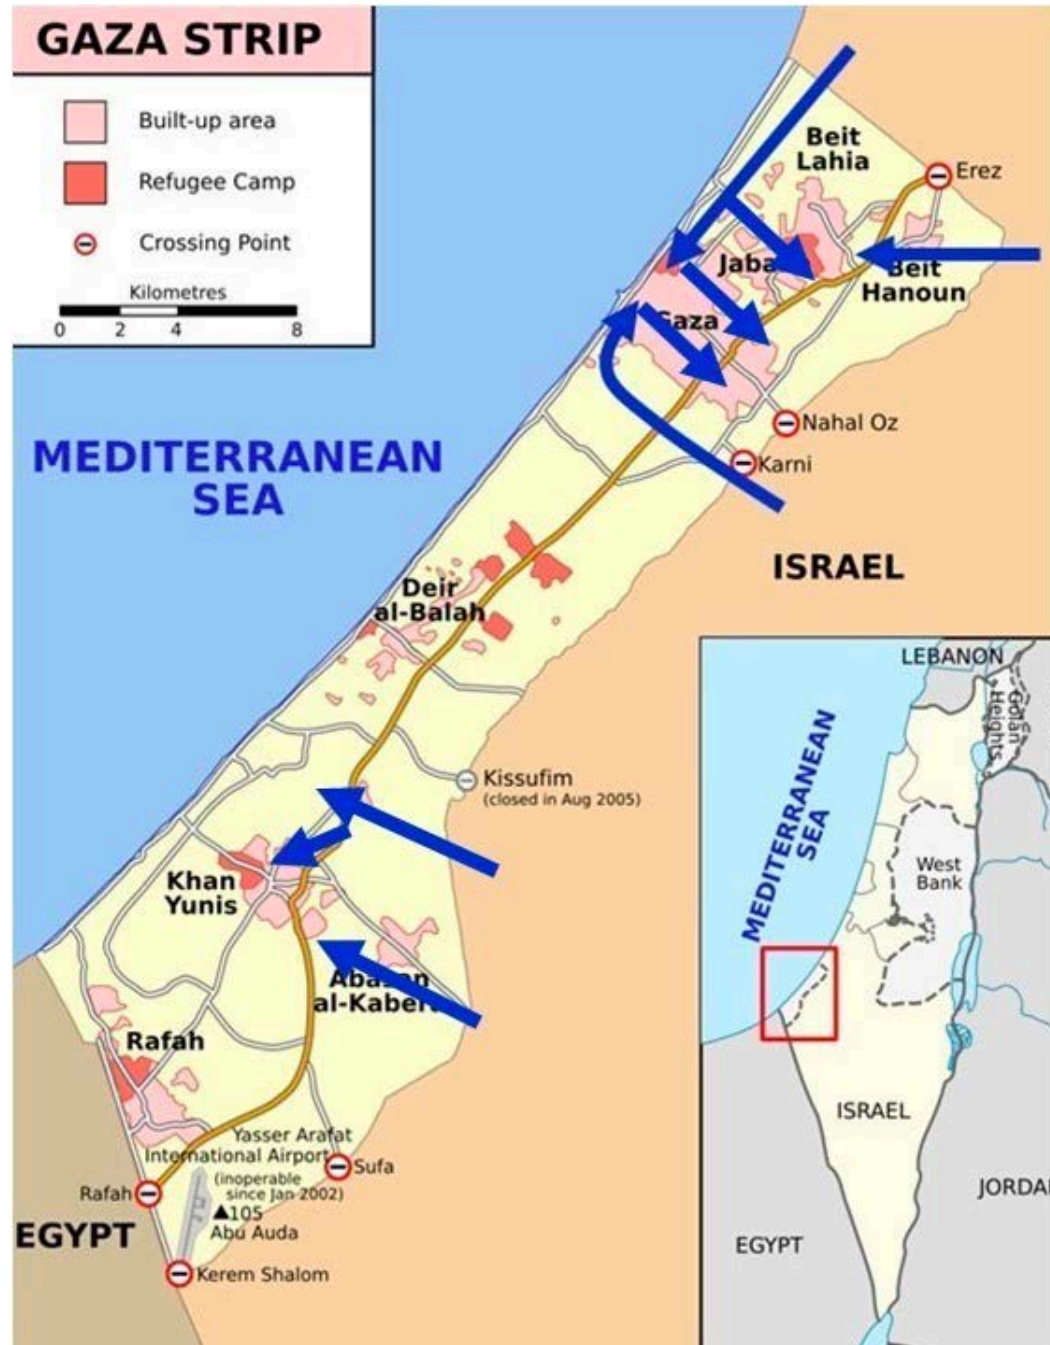 GAZA STRIP
Built-up area
Refugee Camp
Crossing Point
Kilometres
0 2 4 8
Beit
Lahia
Erez
Jaba
Beit
Hanoun
Gaza
Nahal Oz
Karni
MEDITERRANEAN
SEA
ISRAEL
Deir
al-Balah
Kissufim
(closed in Aug 2005)
Khan
Yunis
Abasan
al-Kaber
Rafah
Yasser Arafat
International Airport
(inoperable
since Jan 2002)
Sufa
Rafah
105
Abu Auda
EGYPT
Kerem Shalom
LEBANON
Golan
Heights
MEDITERRANEAN
SEA
West
Bank
ISRAEL
JORDA
EGYPT